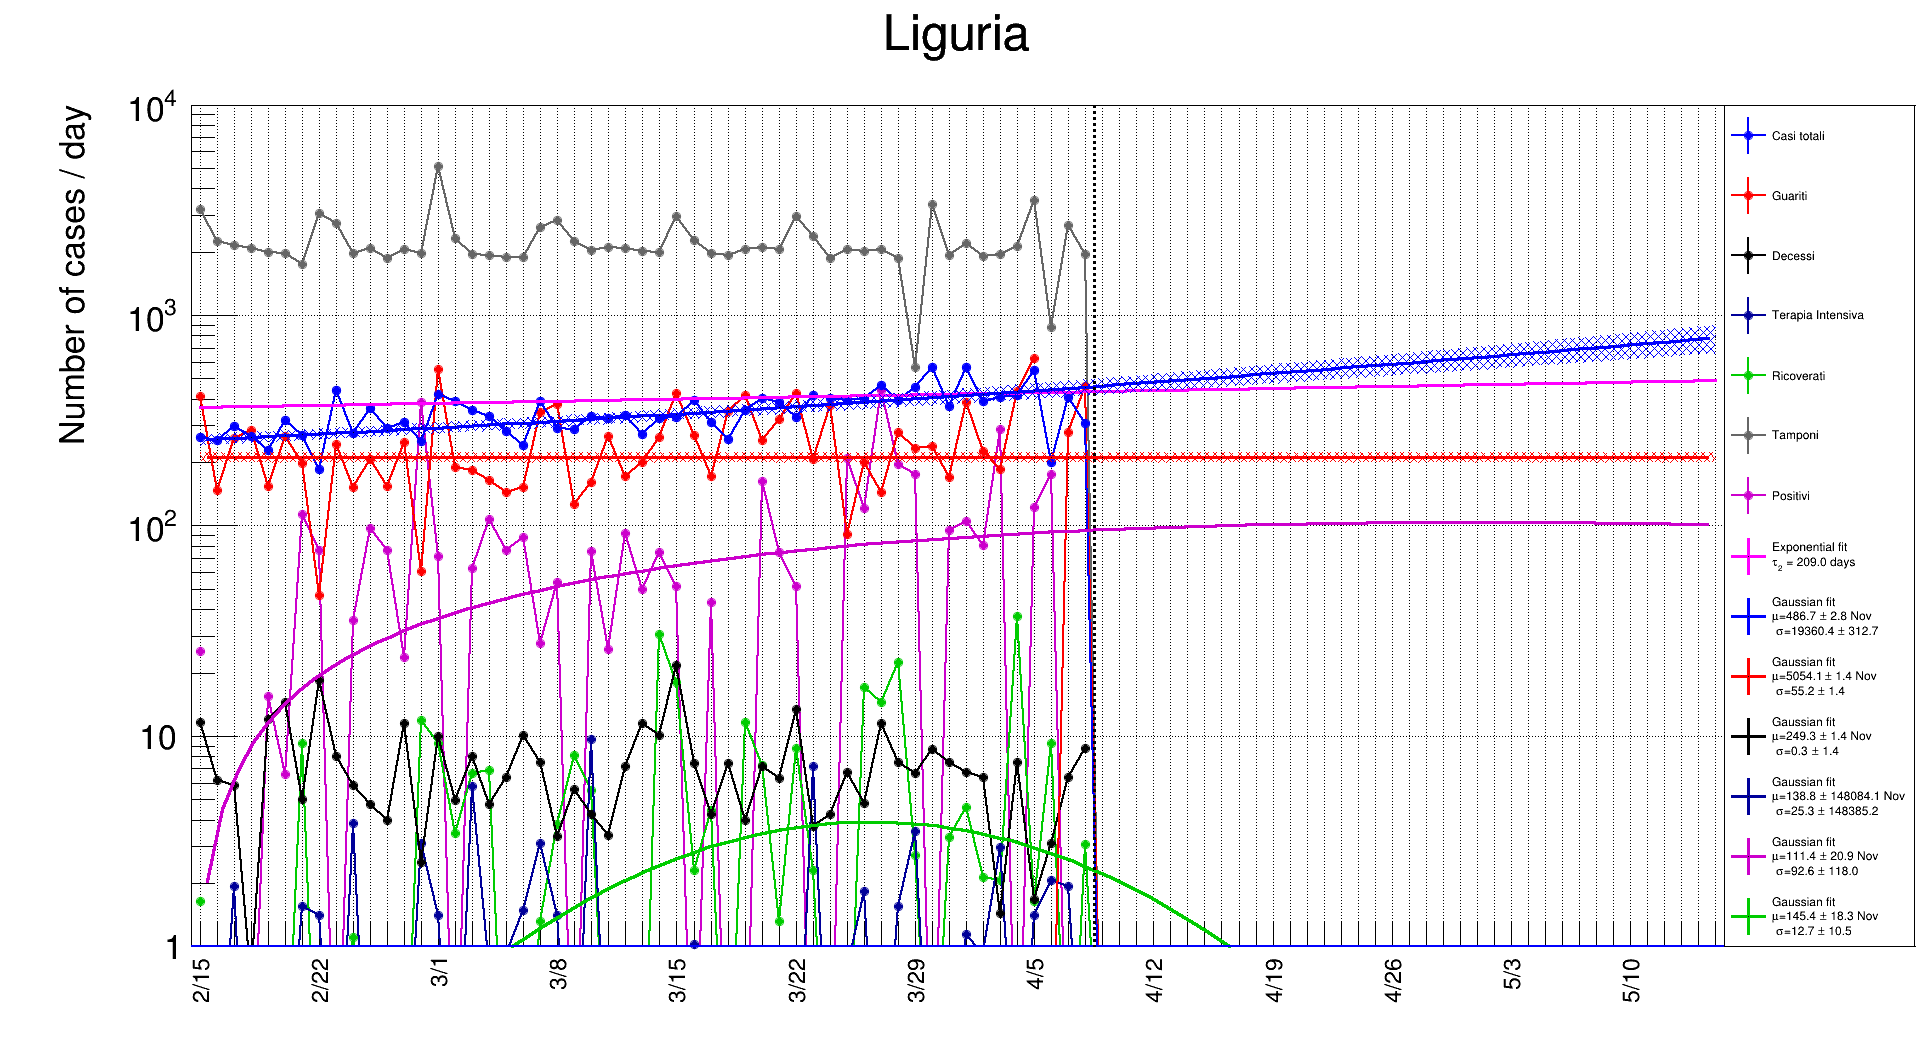 Liguria
Number of cases / day
10^4
10^3
10^2
10
1
2/15
2/22
3/1
3/8
3/15
3/22
3/29
4/5
4/12
4/19
4/26
5/3
5/10
Casi totali
Guariti
Decessi
Terapia Intensiva
Ricoverati
Tamponi
Positivi
Exponential fit
τ₂ = 209.0 days
Gaussian fit
μ=486.7 ± 2.8 Nov
σ=19360.4 ± 312.7
Gaussian fit
μ=5054.1 ± 1.4 Nov
σ=55.2 ± 1.4
Gaussian fit
μ=249.3 ± 1.4 Nov
σ=0.3 ± 1.4
Gaussian fit
μ=138.8 ± 148084.1 Nov
σ=25.3 ± 148385.2
Gaussian fit
μ=111.4 ± 20.9 Nov
σ=92.6 ± 118.0
Gaussian fit
μ=145.4 ± 18.3 Nov
σ=12.7 ± 10.5